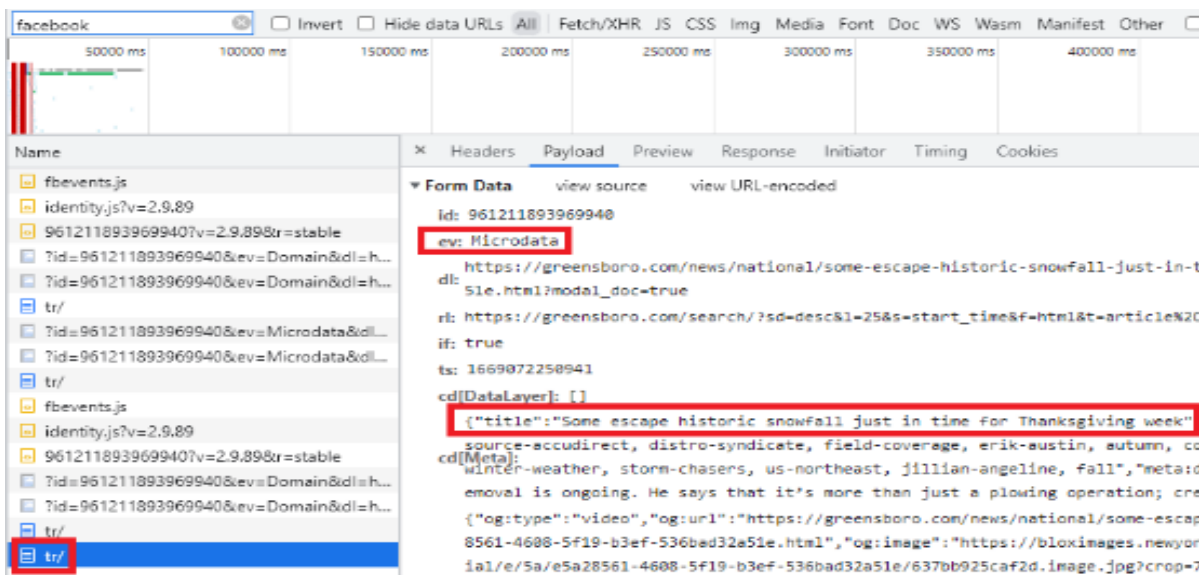 facebook Invert Hide data URLs All Fetch/XHR JS CSS Img Media Font Doc WS Wasm Manifest Other
50000 ms 100000 ms 150000 ms 200000 ms 250000 ms 300000 ms 350000 ms 400000 ms
Name
fbevents.js
identity.js?v=2.9.89
961211893969940?v=2.9.89&r=stable
?id=961211893969940&ev=Domain&dl=h...
?id=961211893969940&ev=Domain&dl=h...
tr/
?id=961211893969940&ev=Microdata&dl...
?id=961211893969940&ev=Microdata&dl...
tr/
fbevents.js
identity.js?v=2.9.89
961211893969940?v=2.9.89&r=stable
?id=961211893969940&ev=Domain&dl=h...
?id=961211893969940&ev=Domain&dl=h...
tr/
tr/
× Headers Payload Preview Response Initiator Timing Cookies
▼ Form Data view source view URL-encoded
id: 961211893969940
ev: Microdata
dl: https://greensboro.com/news/national/some-escape-historic-snowfall-just-in-t
51e.html?modal_doc=true
rl: https://greensboro.com/search/?sd=desc&l=25&s=start_time&f=html&t=article%20
if: true
ts: 1669072250941
cd[DataLayer]: []
cd[Meta]: {"title":"Some escape historic snowfall just in time for Thanksgiving week"
source-accudirect, distro-syndicate, field-coverage, erik-austin, autumn, co
winter-weather, storm-chasers, us-northeast, jillian-angeline, fall","meta:d
emoval is ongoing. He says that it's more than just a plowing operation; cre
{"og:type":"video","og:url":"https://greensboro.com/news/national/some-escap
8561-4608-5f19-b3ef-536bad32a51e.html","og:image":"https://bloximages.newyor
ial/e/5a/e5a28561-4608-5f19-b3ef-536bad32a51e/637bb925caf2d.image.jpg?crop=